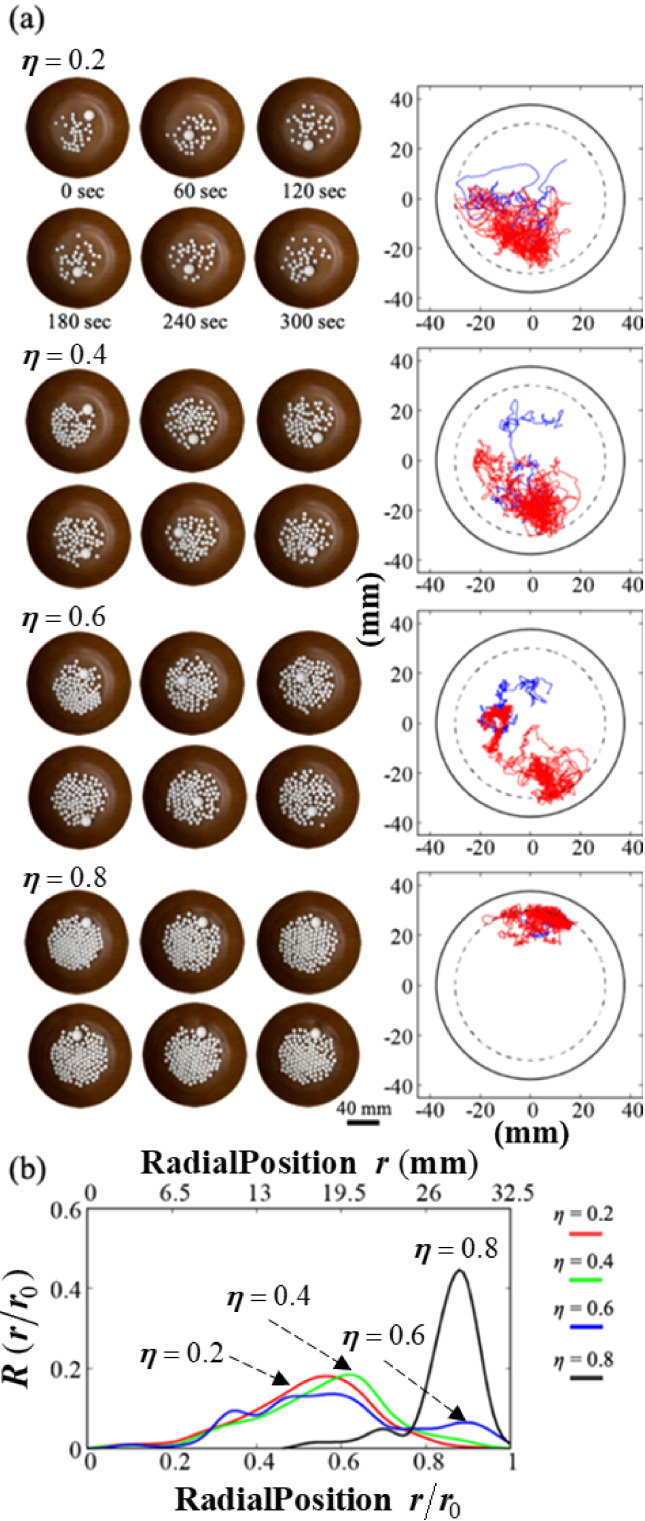 (a)
η = 0.2
0 sec 60 sec 120 sec
180 sec 240 sec 300 sec
40
20
0
-20
-40
-40 -20 0 20 40
η = 0.4
40
20
0
-20
-40
-40 -20 0 20 40
(mm)
η = 0.6
40
20
0
-20
-40
-40 -20 0 20 40
η = 0.8
40
20
0
-20
-40
-40 -20 0 20 40
40 mm
(mm)
(b)
RadialPosition r (mm)
0 6.5 13 19.5 26 32.5
0.6
0.4
0.2
0
R (r/r0)
η = 0.8
η = 0.4
η = 0.6
η = 0.2
η = 0.2
η = 0.4
η = 0.6
η = 0.8
0 0.2 0.4 0.6 0.8 1
RadialPosition r/r0